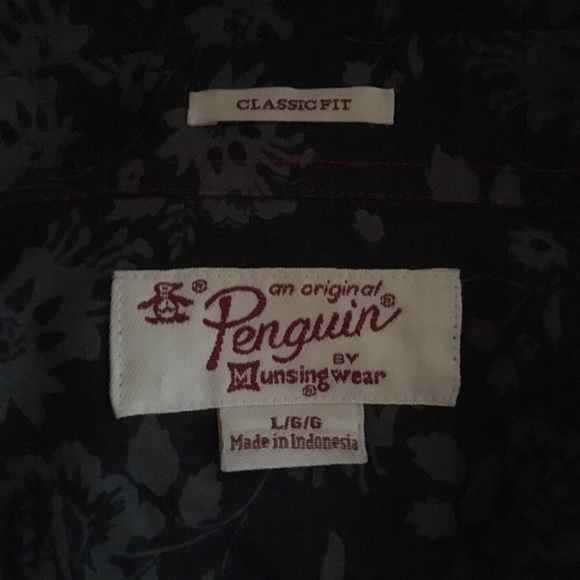 CLASSIC FIT
an original
Penguin®
BY
Munsingwear®
L/G/G
Made in Indonesia